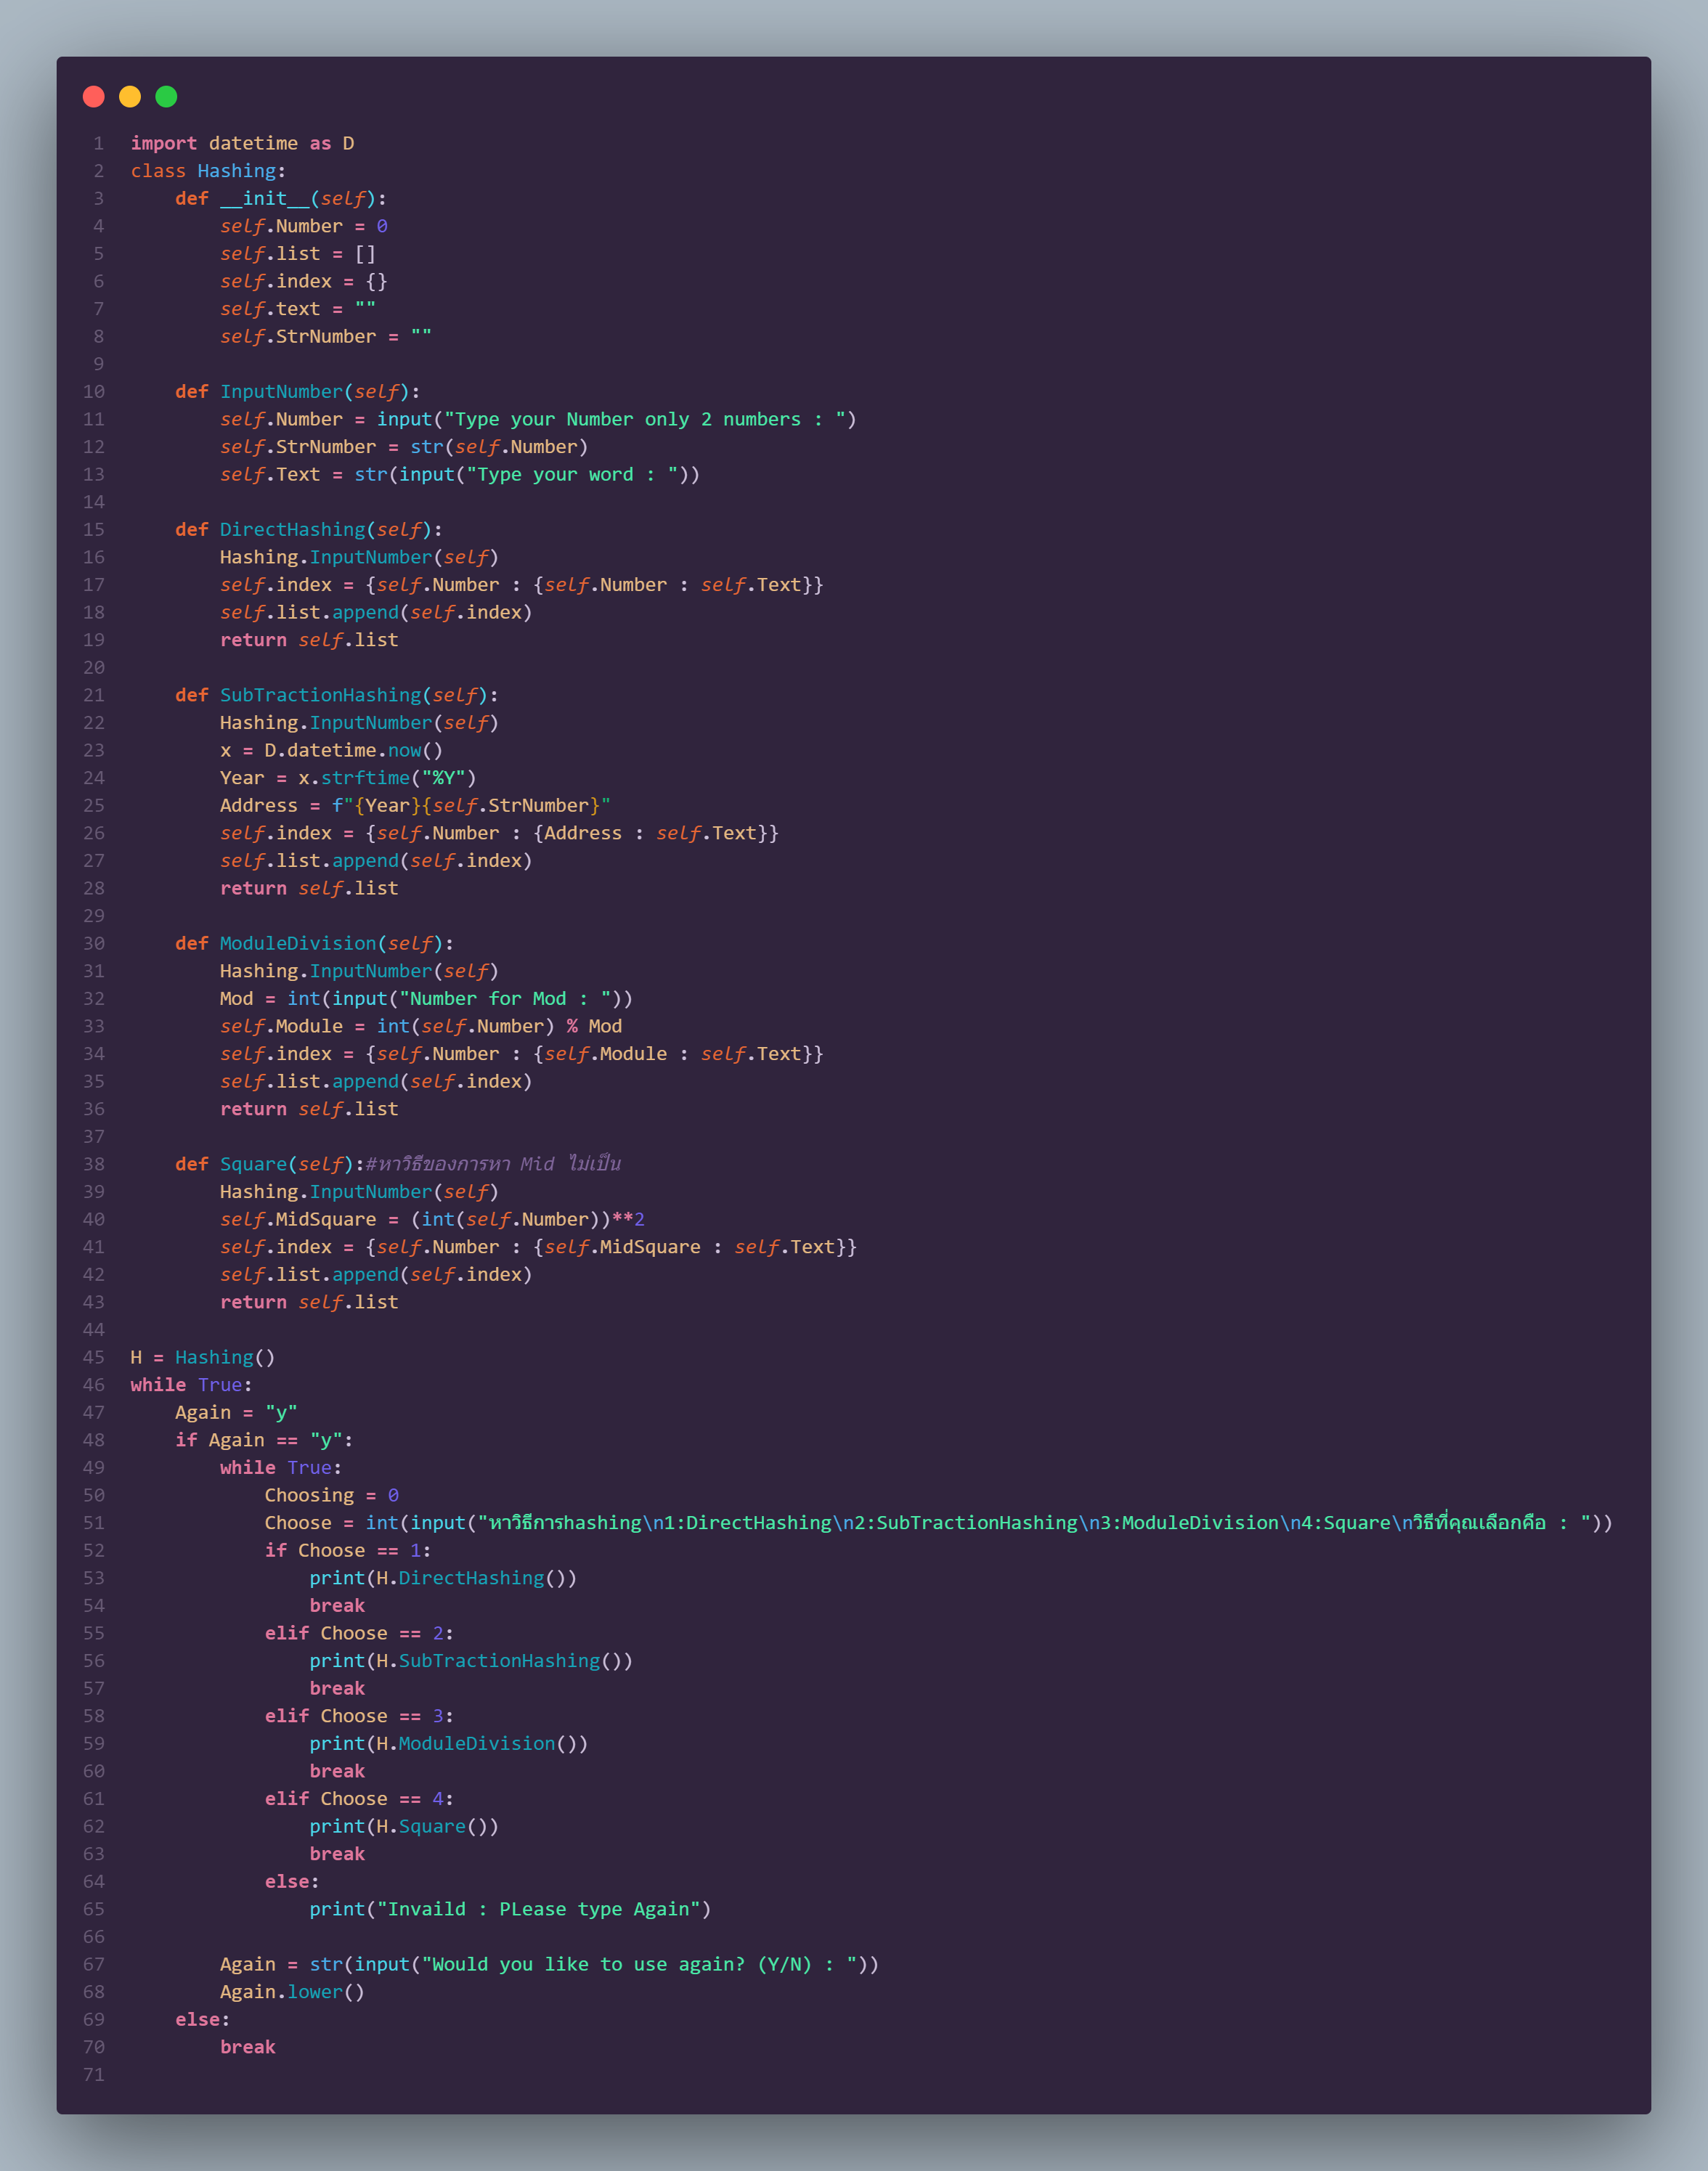 1 import datetime as D
2 class Hashing:
3     def __init__(self):
4         self.Number = 0
5         self.list = []
6         self.index = {}
7         self.text = ""
8         self.StrNumber = ""
9
10     def InputNumber(self):
11         self.Number = input("Type your Number only 2 numbers : ")
12         self.StrNumber = str(self.Number)
13         self.Text = str(input("Type your word : "))
14
15     def DirectHashing(self):
16         Hashing.InputNumber(self)
17         self.index = {self.Number : {self.Number : self.Text}}
18         self.list.append(self.index)
19         return self.list
20
21     def SubTractionHashing(self):
22         Hashing.InputNumber(self)
23         x = D.datetime.now()
24         Year = x.strftime("%Y")
25         Address = f"{Year}{self.StrNumber}"
26         self.index = {self.Number : {Address : self.Text}}
27         self.list.append(self.index)
28         return self.list
29
30     def ModuleDivision(self):
31         Hashing.InputNumber(self)
32         Mod = int(input("Number for Mod : "))
33         self.Module = int(self.Number) % Mod
34         self.index = {self.Number : {self.Module : self.Text}}
35         self.list.append(self.index)
36         return self.list
37
38     def Square(self):#หาวิธีของการหา Mid ไม่เป็น
39         Hashing.InputNumber(self)
40         self.MidSquare = (int(self.Number))**2
41         self.index = {self.Number : {self.MidSquare : self.Text}}
42         self.list.append(self.index)
43         return self.list
44
45 H = Hashing()
46 while True:
47     Again = "y"
48     if Again == "y":
49         while True:
50             Choosing = 0
51             Choose = int(input("หาวิธีการhashing\n1:DirectHashing\n2:SubTractionHashing\n3:ModuleDivision\n4:Square\nวิธีที่คุณเลือกคือ : "))
52             if Choose == 1:
53                 print(H.DirectHashing())
54                 break
55             elif Choose == 2:
56                 print(H.SubTractionHashing())
57                 break
58             elif Choose == 3:
59                 print(H.ModuleDivision())
60                 break
61             elif Choose == 4:
62                 print(H.Square())
63                 break
64             else:
65                 print("Invaild : PLease type Again")
66
67         Again = str(input("Would you like to use again? (Y/N) : "))
68         Again.lower()
69     else:
70         break
71